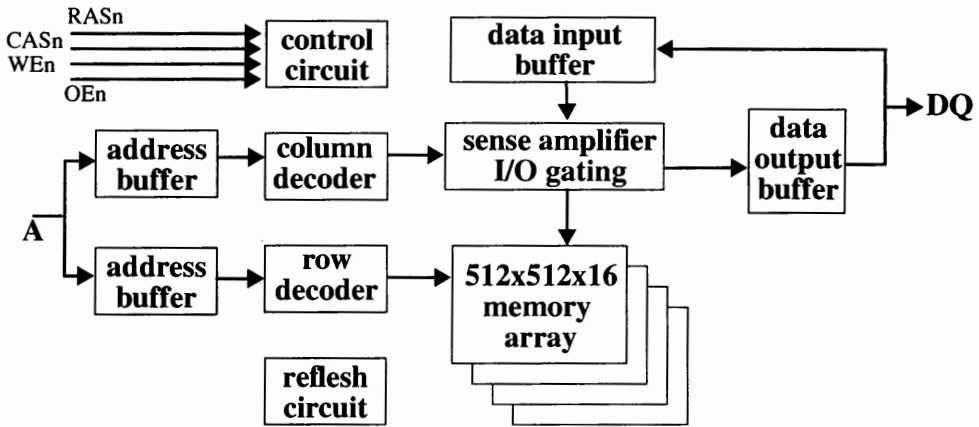 RASn
CASn
WEn
OEn
control
circuit
data input
buffer
DQ
address
buffer
column
decoder
sense amplifier
I/O gating
data
output
buffer
A
address
buffer
row
decoder
512x512x16
memory
array
reflesh
circuit